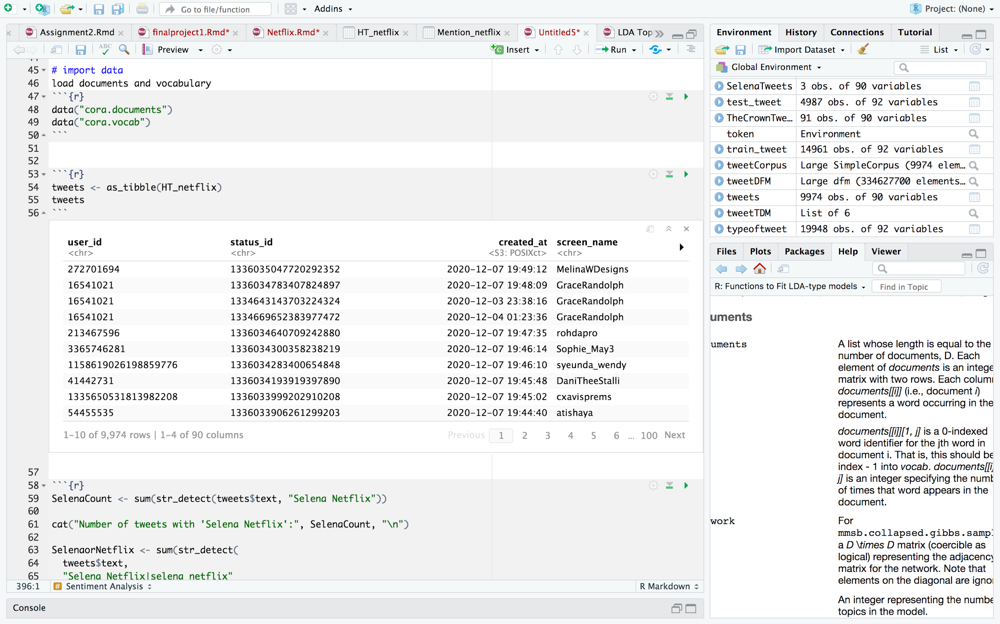 Go to file/function Addins Project: (None)
Assignment2.Rmd finalproject1.Rmd* Netflix.Rmd* HT_netflix Mention_netflix Untitled5* LDA Top
ABC Preview Insert Run
45 # import data
46 load documents and vocabulary
47 ```{r}
48 data("cora.documents")
49 data("cora.vocab")
50 ```
51
52
53 ```{r}
54 tweets <- as_tibble(HT_netflix)
55 tweets
56 ```
user_id status_id created_at screen_name
<chr> <chr> <S3: POSIXct> <chr>
272701694 1336035047720292352 2020-12-07 19:49:12 MelinaWDesigns
16541021 1336034783407824897 2020-12-07 19:48:09 GraceRandolph
16541021 1334643143703224324 2020-12-03 23:38:16 GraceRandolph
16541021 1334669652383977472 2020-12-04 01:23:36 GraceRandolph
213467596 1336034640709242880 2020-12-07 19:47:35 rohdapro
3365746281 1336034300358238219 2020-12-07 19:46:14 Sophie_May3
1158619026198859776 1336034283400654848 2020-12-07 19:46:10 syeunda_wendy
41442731 1336034193919397890 2020-12-07 19:45:48 DaniTheeStalli
1335650531813982208 1336033999202910208 2020-12-07 19:45:02 cxavisprems
54455535 1336033906261299203 2020-12-07 19:44:40 atishaya
1-10 of 9,974 rows | 1-4 of 90 columns Previous 1 2 3 4 5 6 ... 100 Next
57
58 ```{r}
59 SelenaCount <- sum(str_detect(tweets$text, "Selena Netflix"))
60
61 cat("Number of tweets with 'Selena Netflix':", SelenaCount, "\n")
62
63 SelenaorNetflix <- sum(str_detect(
64 tweets$text,
65 "Selena Netflix|selena netflix"
396:1 # Sentiment Analysis R Markdown
Console
Environment History Connections Tutorial
Import Dataset List
Global Environment
SelenaTweets 3 obs. of 90 variables
test_tweet 4987 obs. of 92 variables
TheCrownTwe… 91 obs. of 90 variables
token Environment
train_tweet 14961 obs. of 92 variables
tweetCorpus Large SimpleCorpus (9974 elem…
tweetDFM Large dfm (334627700 elements…
tweets 9974 obs. of 90 variables
tweetTDM List of 6
typeoftweet 19948 obs. of 92 variables
Files Plots Packages Help Viewer
R: Functions to Fit LDA-type models Find in Topic
uments
uments A list whose length is equal to the
number of documents, D. Each
element of documents is an intege
matrix with two rows. Each colum
documents[[i]] (i.e., document i)
represents a word occurring in the
document.
documents[[i]][1, j] is a 0-indexed
word identifier for the jth word in
document i. That is, this should be
index - 1 into vocab. documents[[i]
j] is an integer specifying the numb
of times that word appears in the
document.
work For
mmsb.collapsed.gibbs.sampl
a D \times D matrix (coercible as
logical) representing the adjacency
matrix for the network. Note that
elements on the diagonal are ignor
An integer representing the numbe
topics in the model.